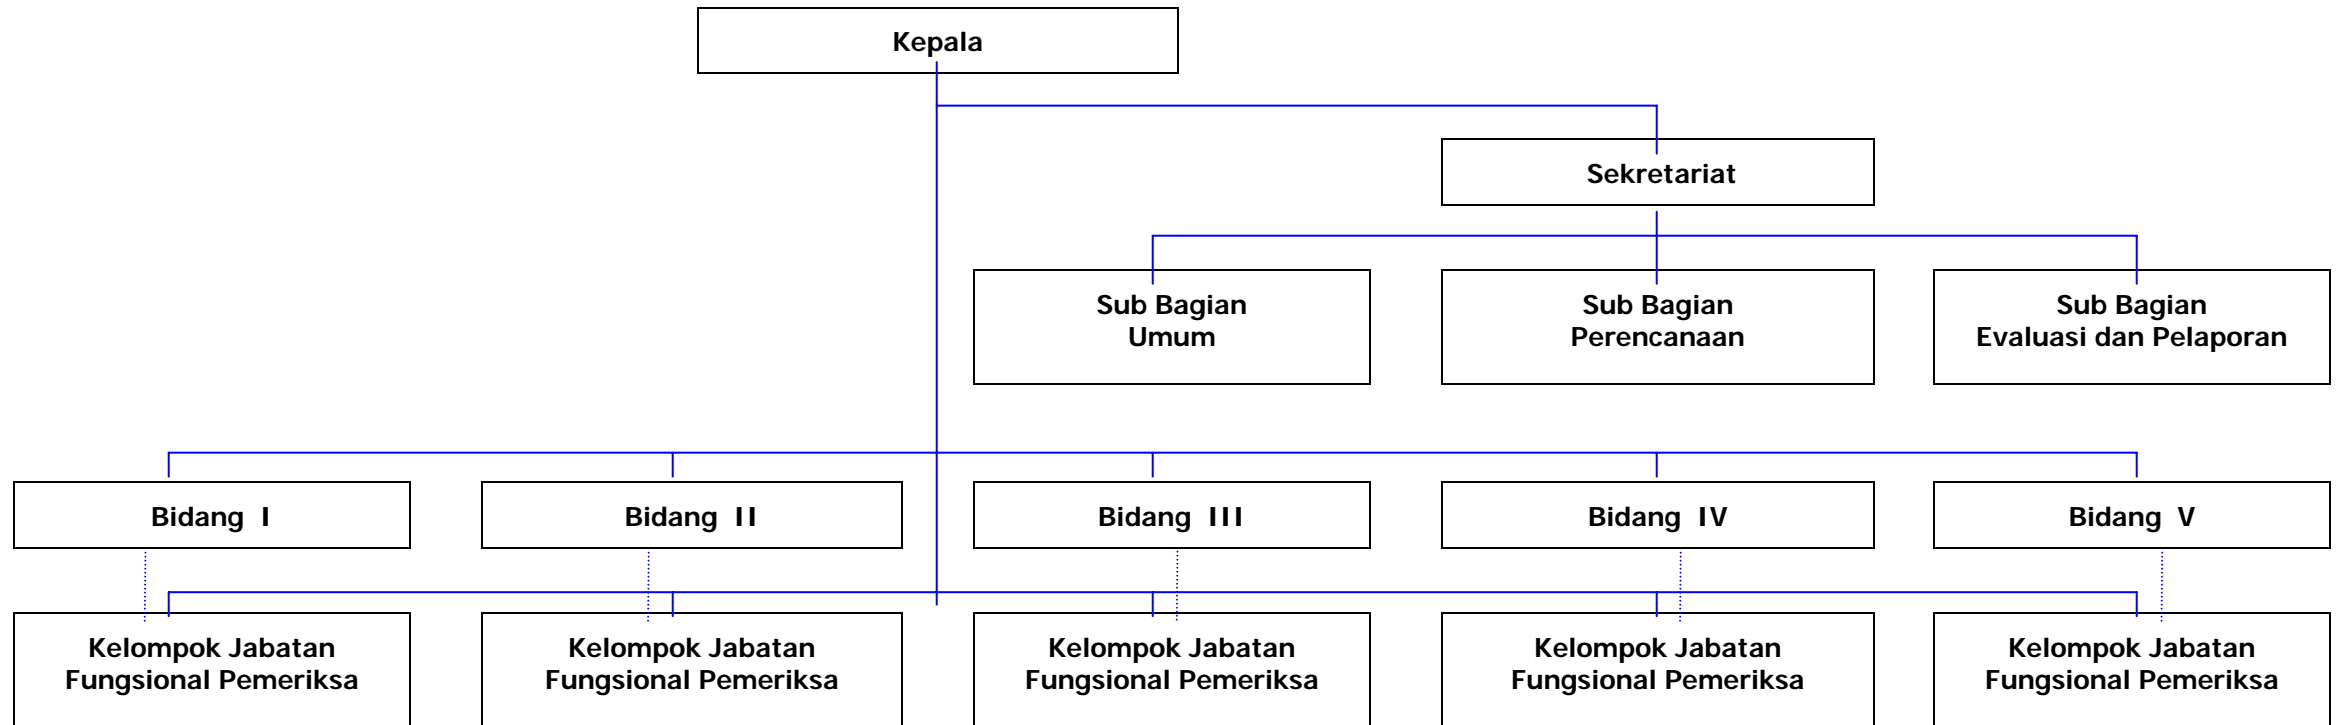 Kepala
Sekretariat
Sub Bagian
Umum
Sub Bagian
Perencanaan
Sub Bagian
Evaluasi dan Pelaporan
Bidang I
Bidang II
Bidang III
Bidang IV
Bidang V
Kelompok Jabatan
Fungsional Pemeriksa
Kelompok Jabatan
Fungsional Pemeriksa
Kelompok Jabatan
Fungsional Pemeriksa
Kelompok Jabatan
Fungsional Pemeriksa
Kelompok Jabatan
Fungsional Pemeriksa